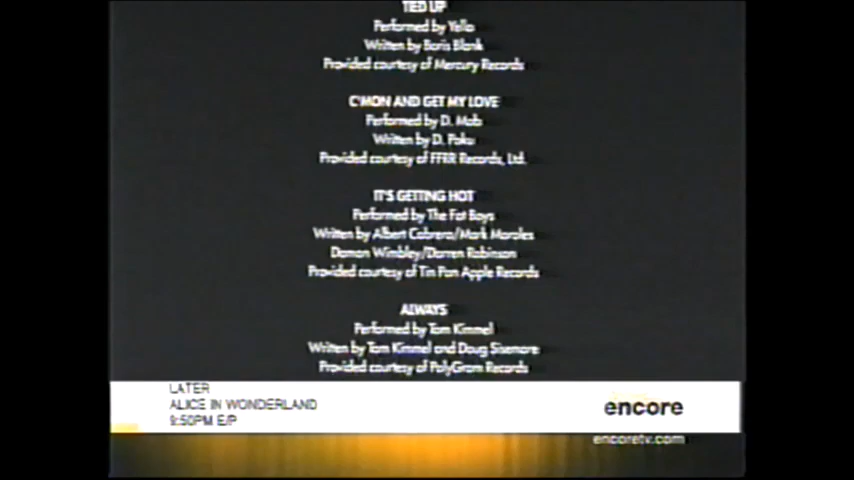 TIED UP
Performed by Yello
Written by Boris Blank
Provided courtesy of Mercury Records
C'MON AND GET MY LOVE
Performed by D. Mob
Written by D. Poku
Provided courtesy of FFRR Records, Ltd.
IT'S GETTING HOT
Performed by The Fat Boys
Written by Albert Cabrera/Mark Morales
Damon Wimbley/Darren Robinson
Provided courtesy of Tin Pan Apple Records
ALWAYS
Performed by Tom Kimmel
Written by Tom Kimmel and Doug Sisemore
Provided courtesy of PolyGram Records
LATER
ALICE IN WONDERLAND
9:50PM E/P
encore
encoretv.com